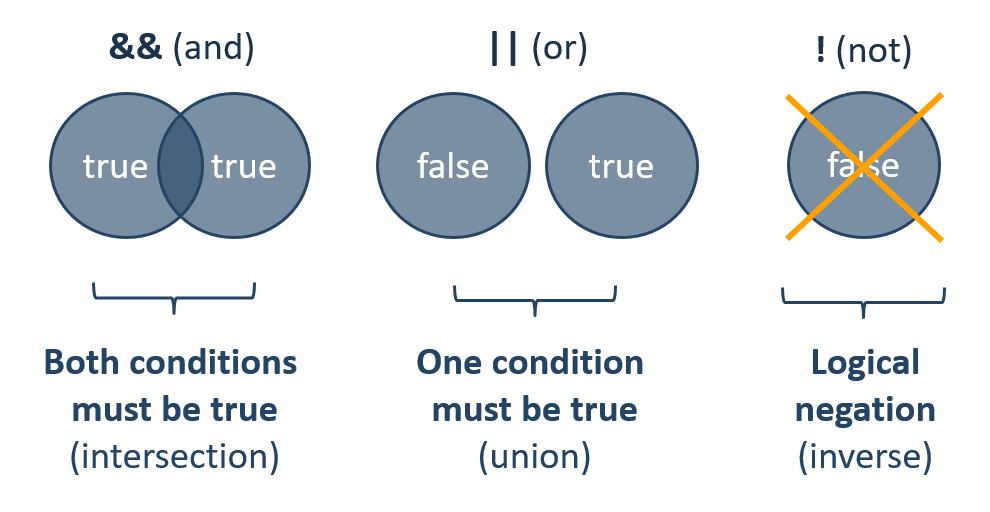 && (and)
true true
Both conditions
must be true
(intersection)
|| (or)
false true
One condition
must be true
(union)
! (not)
false
Logical
negation
(inverse)